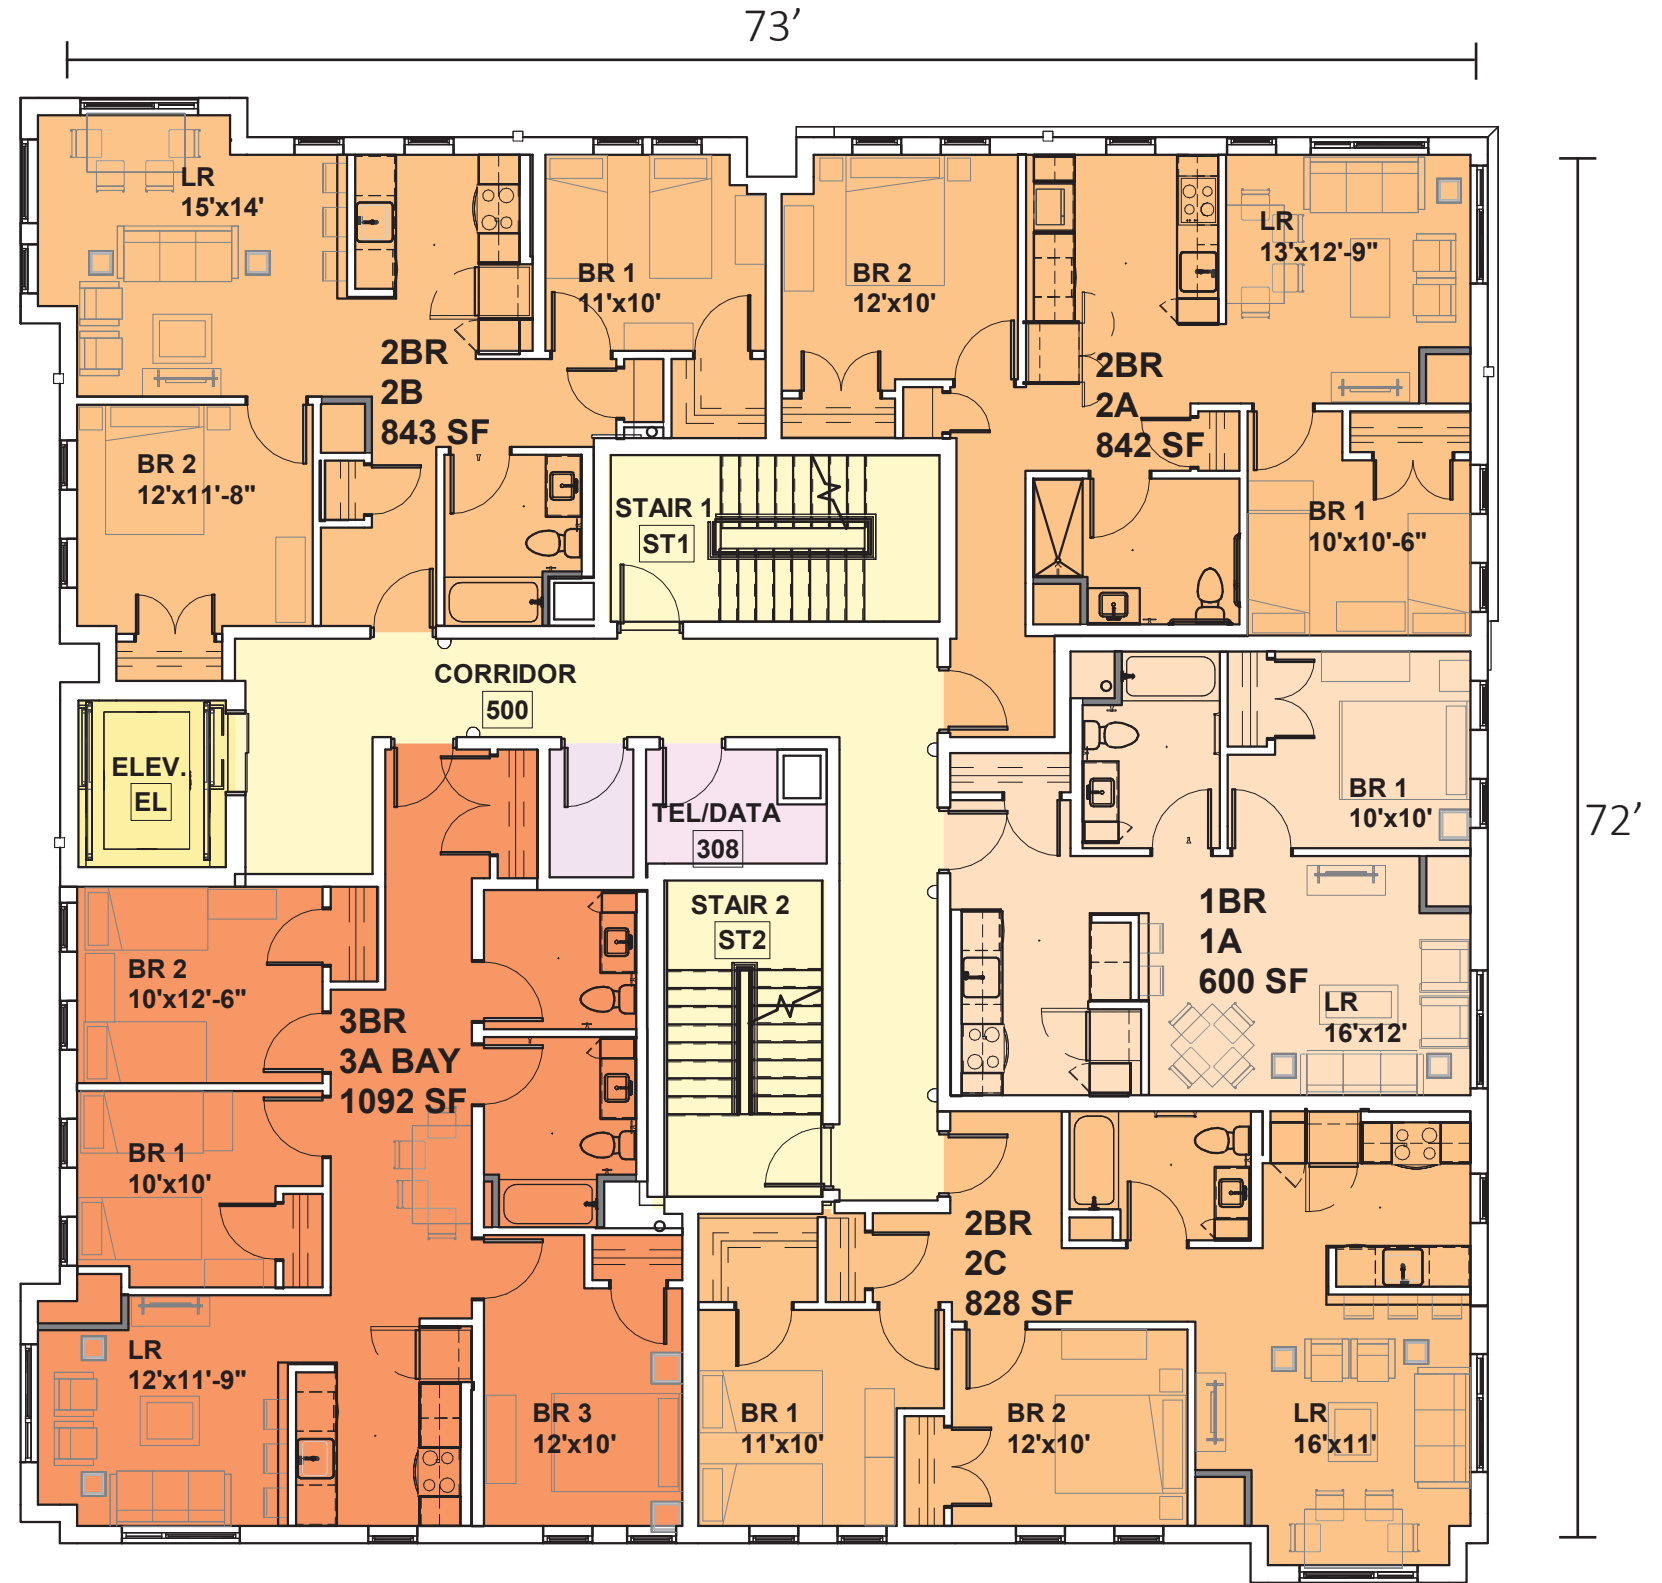 73’
LR
15'x14'
BR 1
11'x10'
BR 2
12'x10'
LR
13'x12'-9"
2BR
2B
843 SF
2BR
2A
842 SF
BR 2
12'x11'-8"
STAIR 1
ST1
BR 1
10'x10'-6"
CORRIDOR
500
ELEV.
EL
TEL/DATA
308
BR 1
10'x10'
72’
STAIR 2
ST2
1BR
1A
600 SF
BR 2
10'x12'-6"
3BR
3A BAY
1092 SF
LR
16'x12'
BR 1
10'x10'
2BR
2C
828 SF
LR
12'x11'-9"
BR 3
12'x10'
BR 1
11'x10'
BR 2
12'x10'
LR
16'x11'